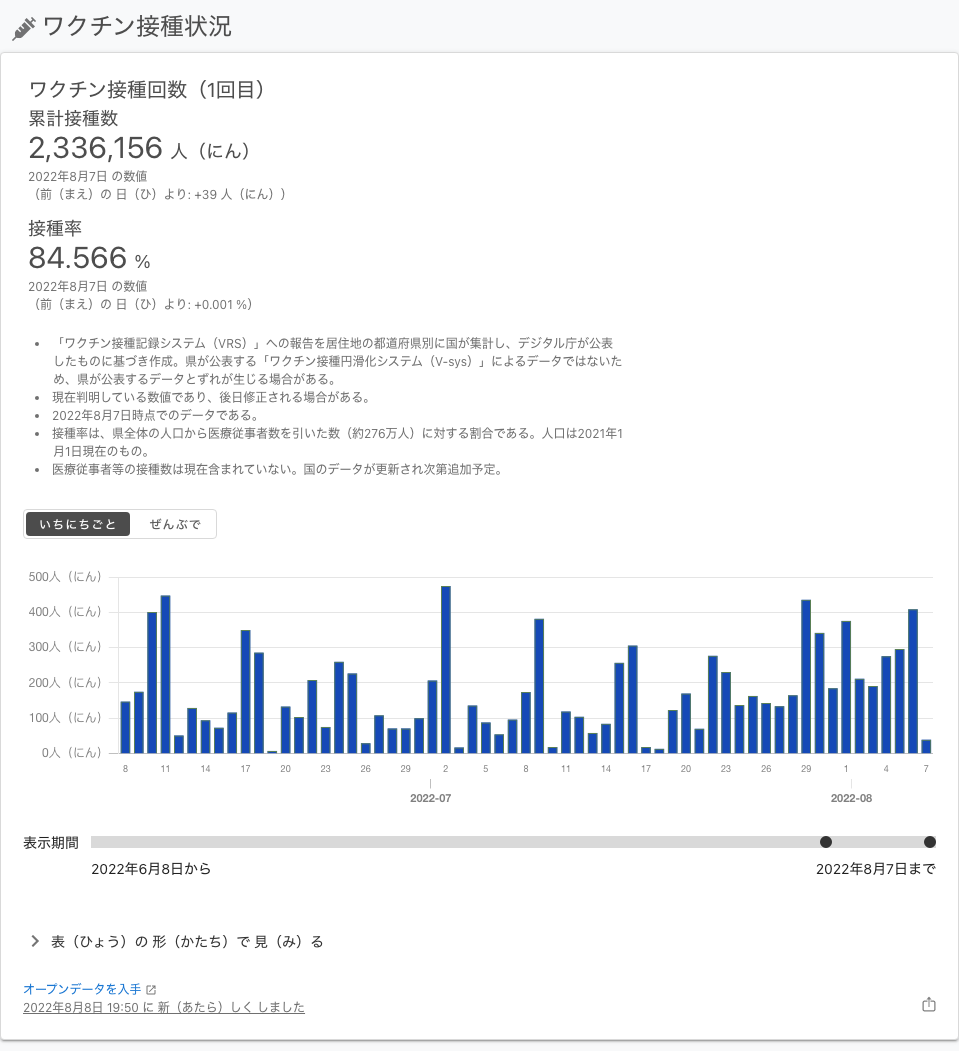 ワクチン接種状況
ワクチン接種回数（1回目）
累計接種数
2,336,156 人（にん）
2022年8月7日 の数値
（前（まえ）の 日（ひ）より: +39 人（にん））
接種率
84.566 %
2022年8月7日 の数値
（前（まえ）の 日（ひ）より: +0.001 %）
• 「ワクチン接種記録システム（VRS）」への報告を居住地の都道府県別に国が集計し、デジタル庁が公表
したものに基づき作成。県が公表する「ワクチン接種円滑化システム（V-sys）」によるデータではないた
め、県が公表するデータとずれが生じる場合がある。
• 現在判明している数値であり、後日修正される場合がある。
• 2022年8月7日時点でのデータである。
• 接種率は、県全体の人口から医療従事者数を引いた数（約276万人）に対する割合である。人口は2021年1
月1日現在のもの。
• 医療従事者等の接種数は現在含まれていない。国のデータが更新され次第追加予定。
いちにちごと ぜんぶで
500人（にん）
400人（にん）
300人（にん）
200人（にん）
100人（にん）
0人（にん）
8 11 14 17 20 23 26 29 2 5 8 11 14 17 20 23 26 29 1 4 7
2022-07 2022-08
表示期間
2022年6月8日から 2022年8月7日まで
表（ひょう）の 形（かたち）で 見（み）る
オープンデータを入手
2022年8月8日 19:50 に 新（あたら）しく しました